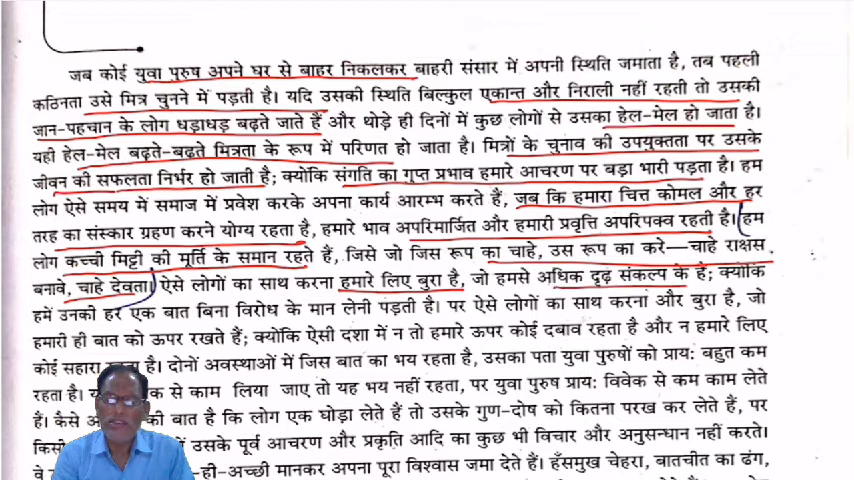 जब कोई युवा पुरुष अपने घर से बाहर निकलकर बाहरी संसार में अपनी स्थिति जमाता है, तब पहली
कठिनता उसे मित्र चुनने में पड़ती है। यदि उसकी स्थिति बिल्कुल एकान्त और निराली नहीं रहती तो उसकी
जान-पहचान के लोग धड़ाधड़ बढ़ते जाते हैं और थोड़े ही दिनों में कुछ लोगों से उसका हेल-मेल हो जाता है।
यही हेल-मेल बढ़ते-बढ़ते मित्रता के रूप में परिणत हो जाता है। मित्रों के चुनाव की उपयुक्तता पर उसके
जीवन की सफलता निर्भर हो जाती है; क्योंकि संगति का गुप्त प्रभाव हमारे आचरण पर बड़ा भारी पड़ता है। हम
लोग ऐसे समय में समाज में प्रवेश करके अपना कार्य आरम्भ करते हैं, जब कि हमारा चित्त कोमल और हर
तरह का संस्कार ग्रहण करने योग्य रहता है, हमारे भाव अपरिमार्जित और हमारी प्रवृत्ति अपरिपक्व रहती है। हम
लोग कच्ची मिट्टी की मूर्ति के समान रहते हैं, जिसे जो जिस रूप का चाहे, उस रूप का करे—चाहे राक्षस
बनावे, चाहे देवता। ऐसे लोगों का साथ करना हमारे लिए बुरा है, जो हमसे अधिक दृढ़ संकल्प के है; क्योंकि
हमें उनकी हर एक बात बिना विरोध के मान लेनी पड़ती है। पर ऐसे लोगों का साथ करना और बुरा है, जो
हमारी ही बात को ऊपर रखते हैं; क्योंकि ऐसी दशा में न तो हमारे ऊपर कोई दबाव रहता है और न हमारे लिए
कोई सहारा है। दोनों अवस्थाओं में जिस बात का भय रहता है, उसका पता युवा पुरुषों को प्राय: बहुत कम
रहता है। क से काम लिया जाए तो यह भय नहीं रहता, पर युवा पुरुष प्राय: विवेक से कम काम लेते
हैं। कैसे की बात है कि लोग एक घोड़ा लेते हैं तो उसके गुण-दोष को कितना परख कर लेते हैं, पर
किसी उसके पूर्व आचरण और प्रकृति आदि का कुछ भी विचार और अनुसन्धान नहीं करते।
वे -ही-अच्छी मानकर अपना पूरा विश्वास जमा देते हैं। हँसमुख चेहरा, बातचीत का ढंग,